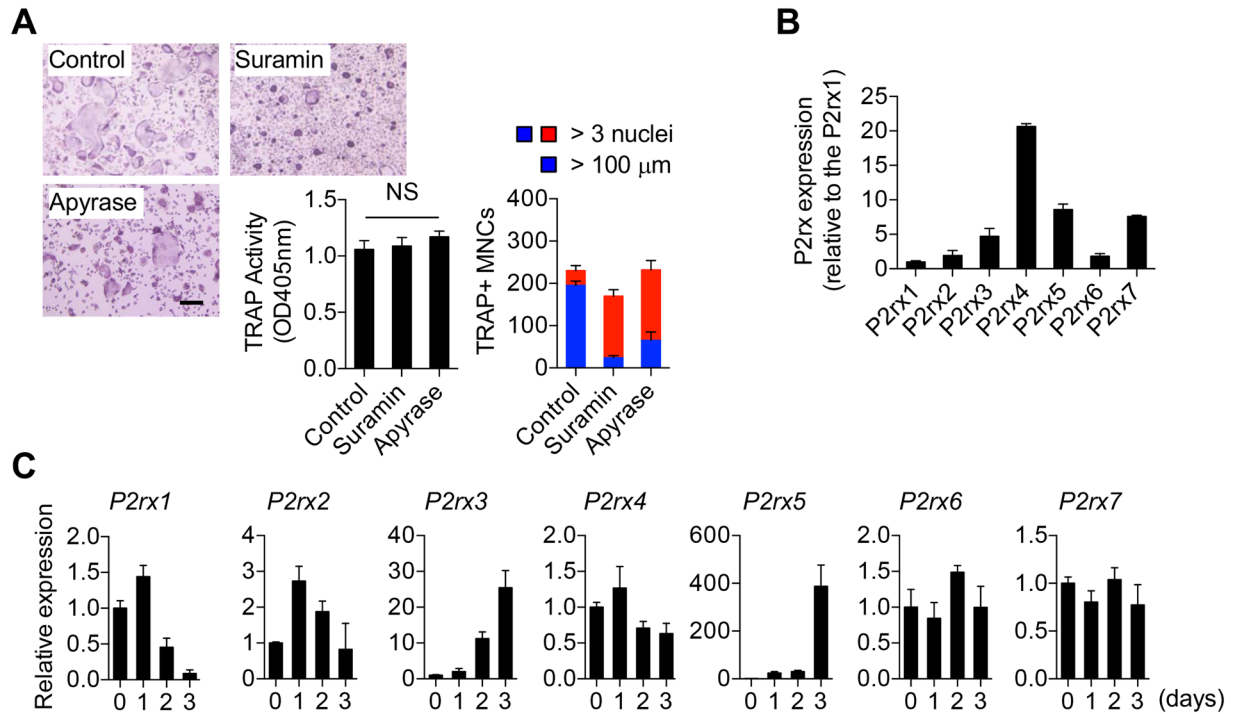 A
Control
Suramin
Apyrase
TRAP Activity
(OD405nm)
1.5
1.0
0.5
0.0
NS
Control
Suramin
Apyrase
> 3 nuclei
> 100 μm
TRAP+ MNCs
400
300
200
100
0
Control
Suramin
Apyrase
B
P2rx expression
(relative to the P2rx1)
25
20
15
10
5
0
P2rx1
P2rx2
P2rx3
P2rx4
P2rx5
P2rx6
P2rx7
C
Relative expression
P2rx1
2.0
1.5
1.0
0.5
0.0
0 1 2 3
P2rx2
4
3
2
1
0
0 1 2 3
P2rx3
40
30
20
10
0
0 1 2 3
P2rx4
2.0
1.5
1.0
0.5
0.0
0 1 2 3
P2rx5
600
400
200
0
0 1 2 3
P2rx6
2.0
1.5
1.0
0.5
0.0
0 1 2 3
P2rx7
1.5
1.0
0.5
0.0
0 1 2 3 (days)